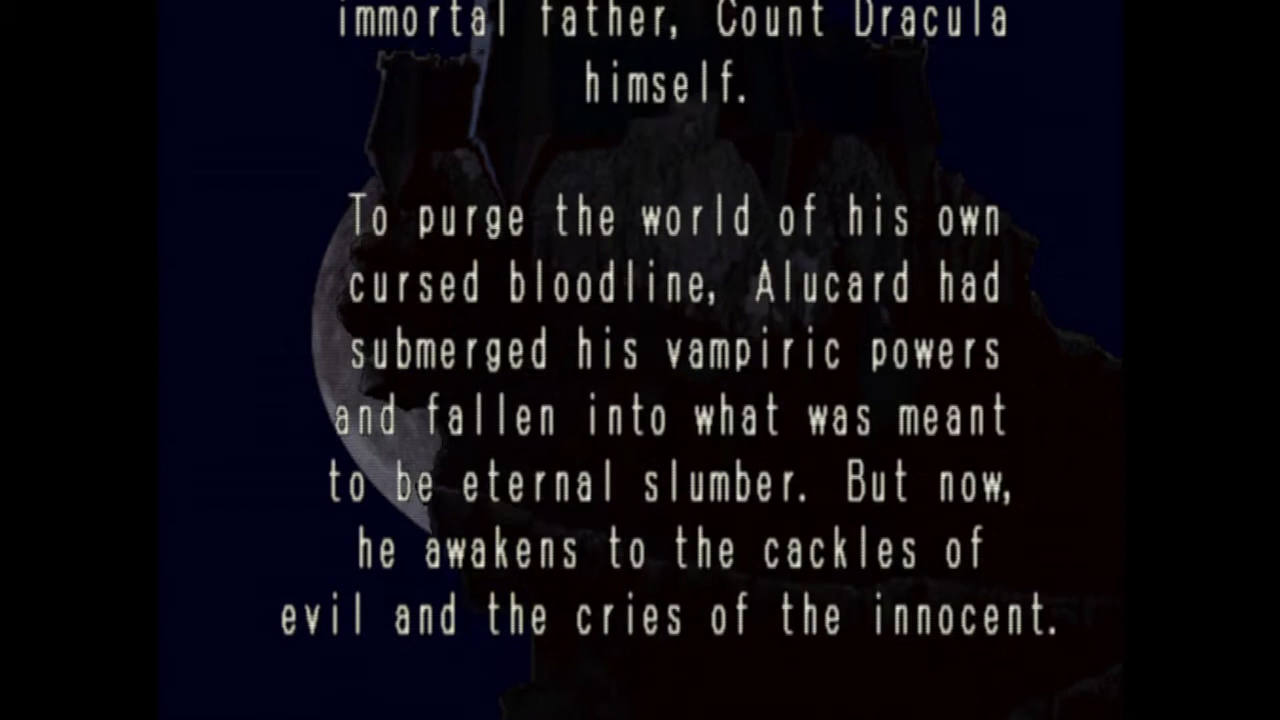 immortal father, Count Dracula
himself.
To purge the world of his own
cursed bloodline, Alucard had
submerged his vampiric powers
and fallen into what was meant
to be eternal slumber. But now,
he awakens to the cackles of
evil and the cries of the innocent.